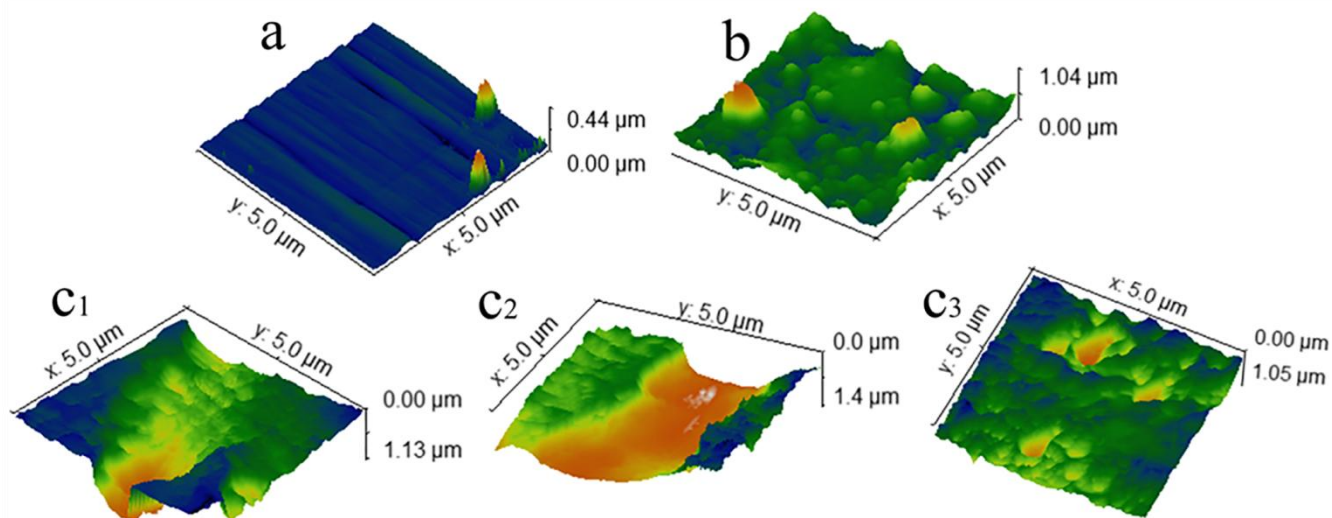 a
0.44 µm
0.00 µm
y: 5.0 µm
x: 5.0 µm
b
1.04 µm
0.00 µm
y: 5.0 µm
x: 5.0 µm
c1
x: 5.0 µm
y: 5.0 µm
0.00 µm
1.13 µm
c2
x: 5.0 µm
y: 5.0 µm
0.0 µm
1.4 µm
c3
y: 5.0 µm
x: 5.0 µm
0.00 µm
1.05 µm